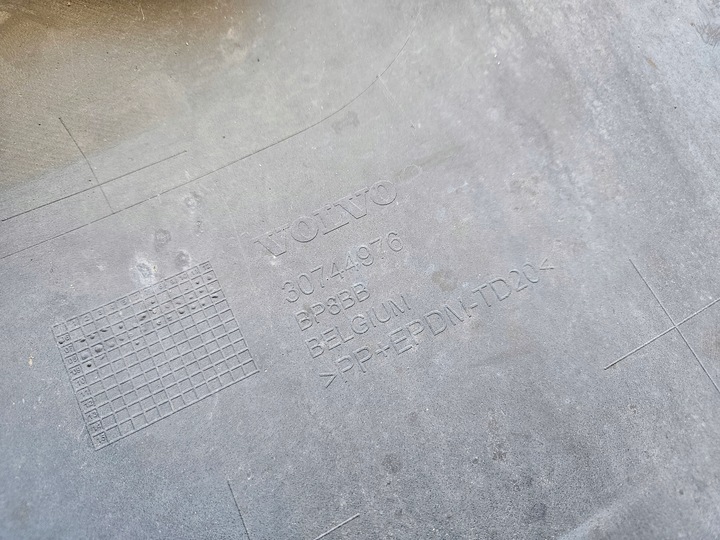 VOLVO
30744976
BP8BB
BELGIUM
>PP+EPDM-TD20<